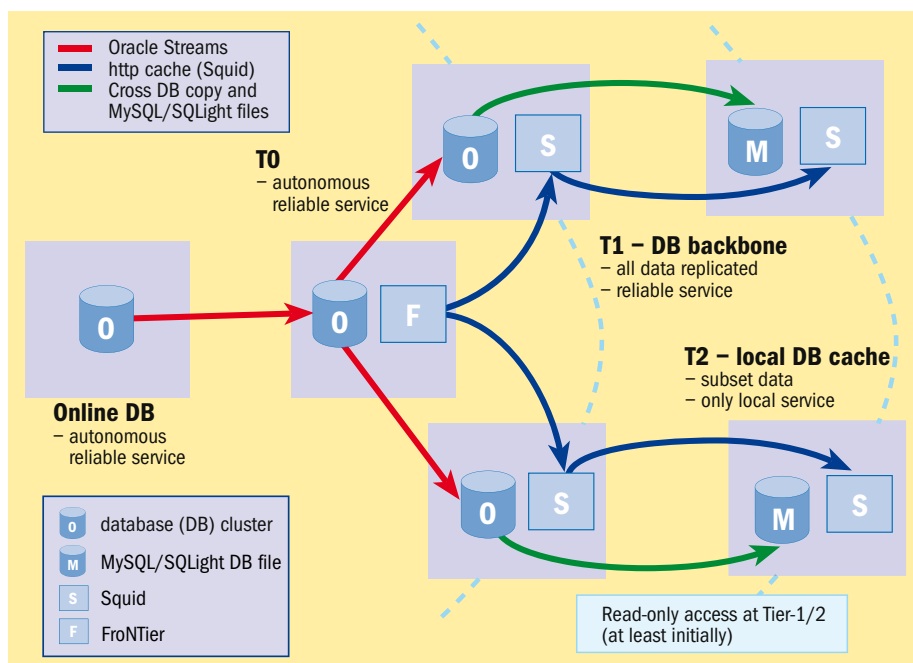 Oracle Streams
http cache (Squid)
Cross DB copy and
MySQL/SQLight files
T0
– autonomous
reliable service
O
S
M
S
O
O
F
T1 – DB backbone
– all data replicated
– reliable service
Online DB
– autonomous
reliable service
T2 – local DB cache
– subset data
– only local service
O
S
M
S
O
database (DB) cluster
M
MySQL/SQLight DB file
S
Squid
F
FroNTier
Read-only access at Tier-1/2
(at least initially)